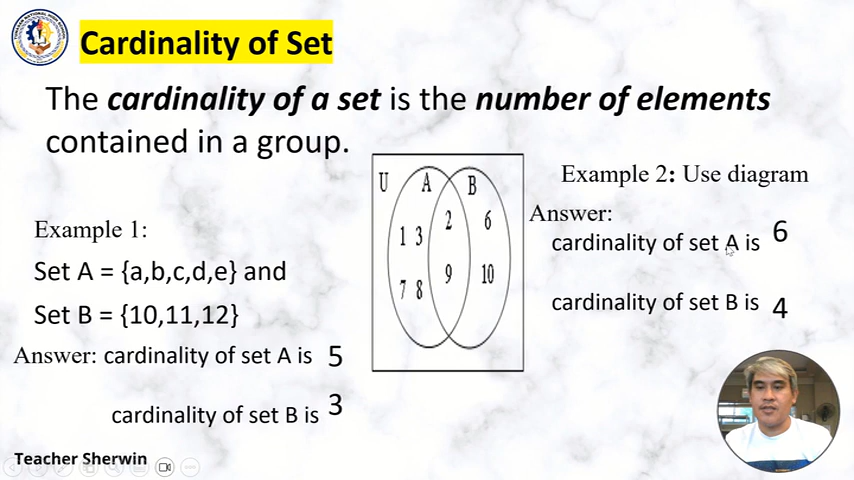 Cardinality of Set
The cardinality of a set is the number of elements
contained in a group.
Example 1:
Set A = {a,b,c,d,e} and
Set B = {10,11,12}
Answer: cardinality of set A is 5
cardinality of set B is 3
U A B
1 3 2 6
7 8 9 10
Example 2: Use diagram
Answer:
cardinality of set A is 6
cardinality of set B is 4
Teacher Sherwin